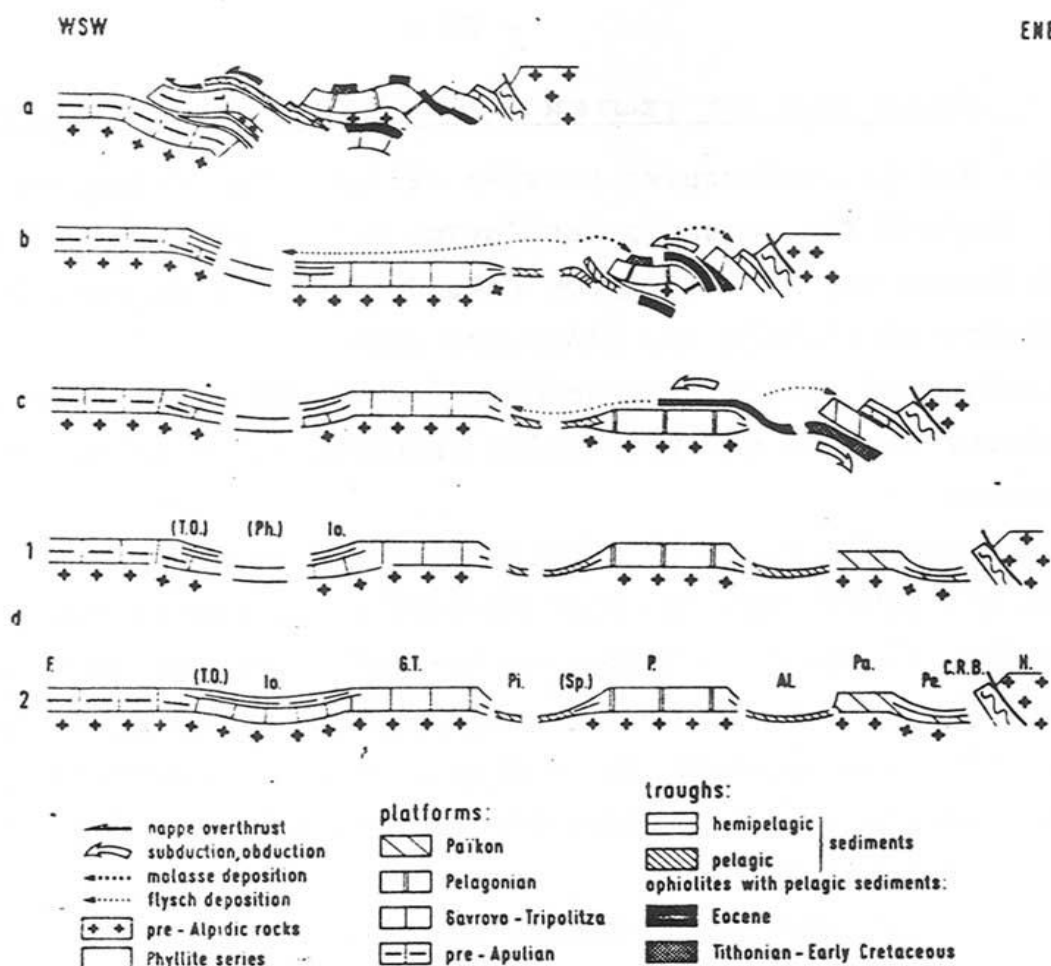 WSW ENE
a
b
c
(T.O.) (Ph.) Io.
1
d
F. (T.O.) Io. G.T. Pi. (Sp.) P. Al. Pa. Pe. C.R.B. N.
2
nappe overthrust
subduction, obduction
molasse deposition
flysch deposition
pre-Alpidic rocks
Phyllite series
platforms:
Païkon
Pelagonian
Gavrovo-Tripolitza
pre-Apulian
troughs:
hemipelagic
sediments
pelagic
ophiolites with pelagic sediments:
Eocene
Tithonian-Early Cretaceous